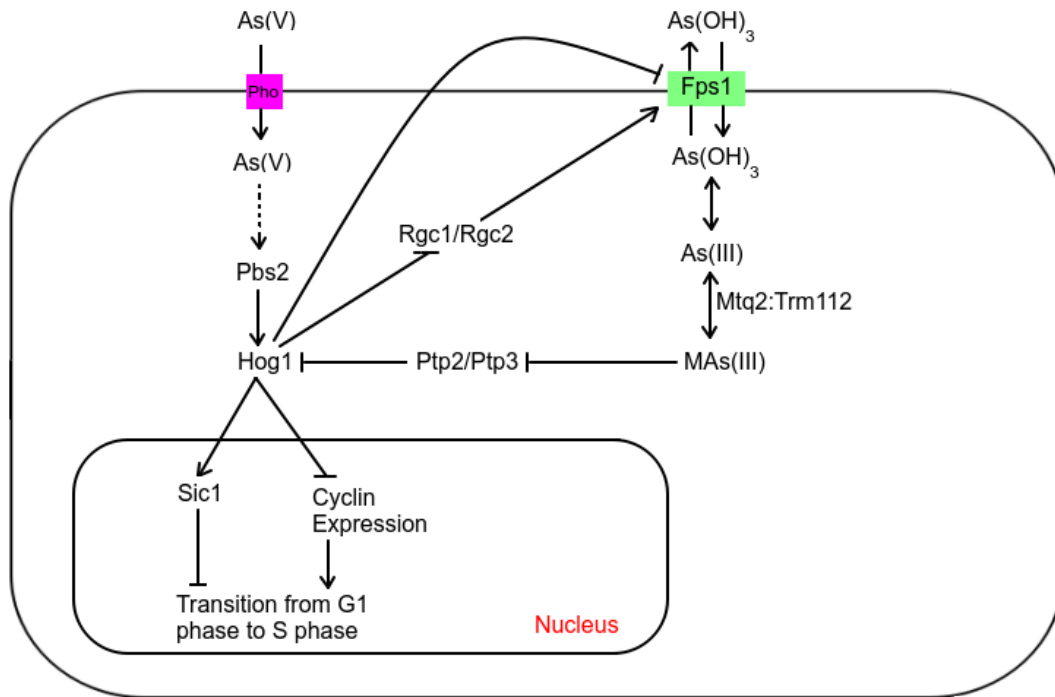 As(V)
As(OH)3
Pho
Fps1
As(V)
As(OH)3
Rgc1/Rgc2
As(III)
Pbs2
Mtq2:Trm112
Hog1
Ptp2/Ptp3
MAs(III)
Sic1
Cyclin
Expression
Transition from G1
phase to S phase
Nucleus